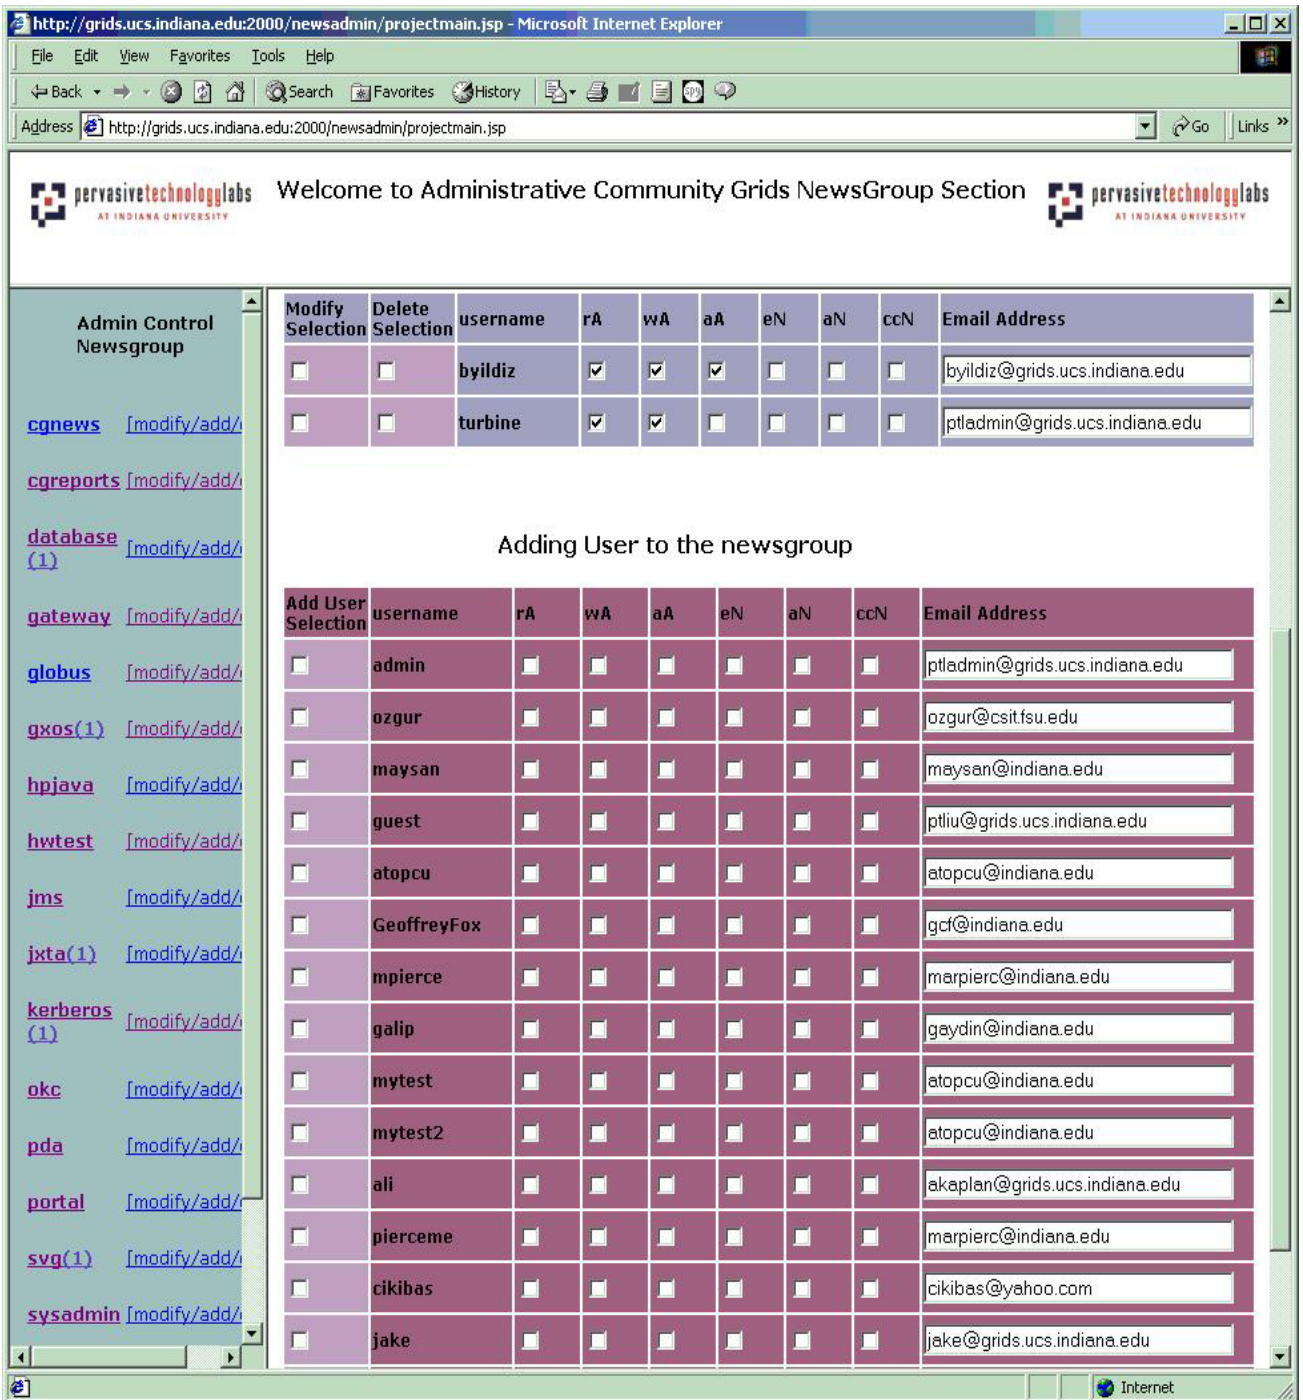 http://grids.ucs.indiana.edu:2000/newsadmin/projectmain.jsp - Microsoft Internet Explorer
File Edit View Favorites Tools Help
Back Search Favorites History
Address http://grids.ucs.indiana.edu:2000/newsadmin/projectmain.jsp Go Links »
pervasivetechnologylabs
AT INDIANA UNIVERSITY
Welcome to Administrative Community Grids NewsGroup Section
pervasivetechnologylabs
AT INDIANA UNIVERSITY
Admin Control
Newsgroup
cgnews [modify/add/
cgreports [modify/add/
database
(1) [modify/add/
gateway [modify/add/
globus [modify/add/
gxos(1) [modify/add/
hpjava [modify/add/
hwtest [modify/add/
jms [modify/add/
jxta(1) [modify/add/
kerberos
(1) [modify/add/
okc [modify/add/
pda [modify/add/
portal [modify/add/
svg(1) [modify/add/
sysadmin [modify/add/
Modify Selection Delete Selection username rA wA aA eN aN ccN Email Address
byildiz byildiz@grids.ucs.indiana.edu
turbine ptladmin@grids.ucs.indiana.edu
Adding User to the newsgroup
Add User Selection username rA wA aA eN aN ccN Email Address
admin ptladmin@grids.ucs.indiana.edu
ozgur ozgur@csit.fsu.edu
maysan maysan@indiana.edu
guest ptliu@grids.ucs.indiana.edu
atopcu atopcu@indiana.edu
GeoffreyFox gcf@indiana.edu
mpierce marpierc@indiana.edu
galip gaydin@indiana.edu
mytest atopcu@indiana.edu
mytest2 atopcu@indiana.edu
ali akaplan@grids.ucs.indiana.edu
pierceme marpierc@indiana.edu
cikibas cikibas@yahoo.com
jake jake@grids.ucs.indiana.edu
Internet